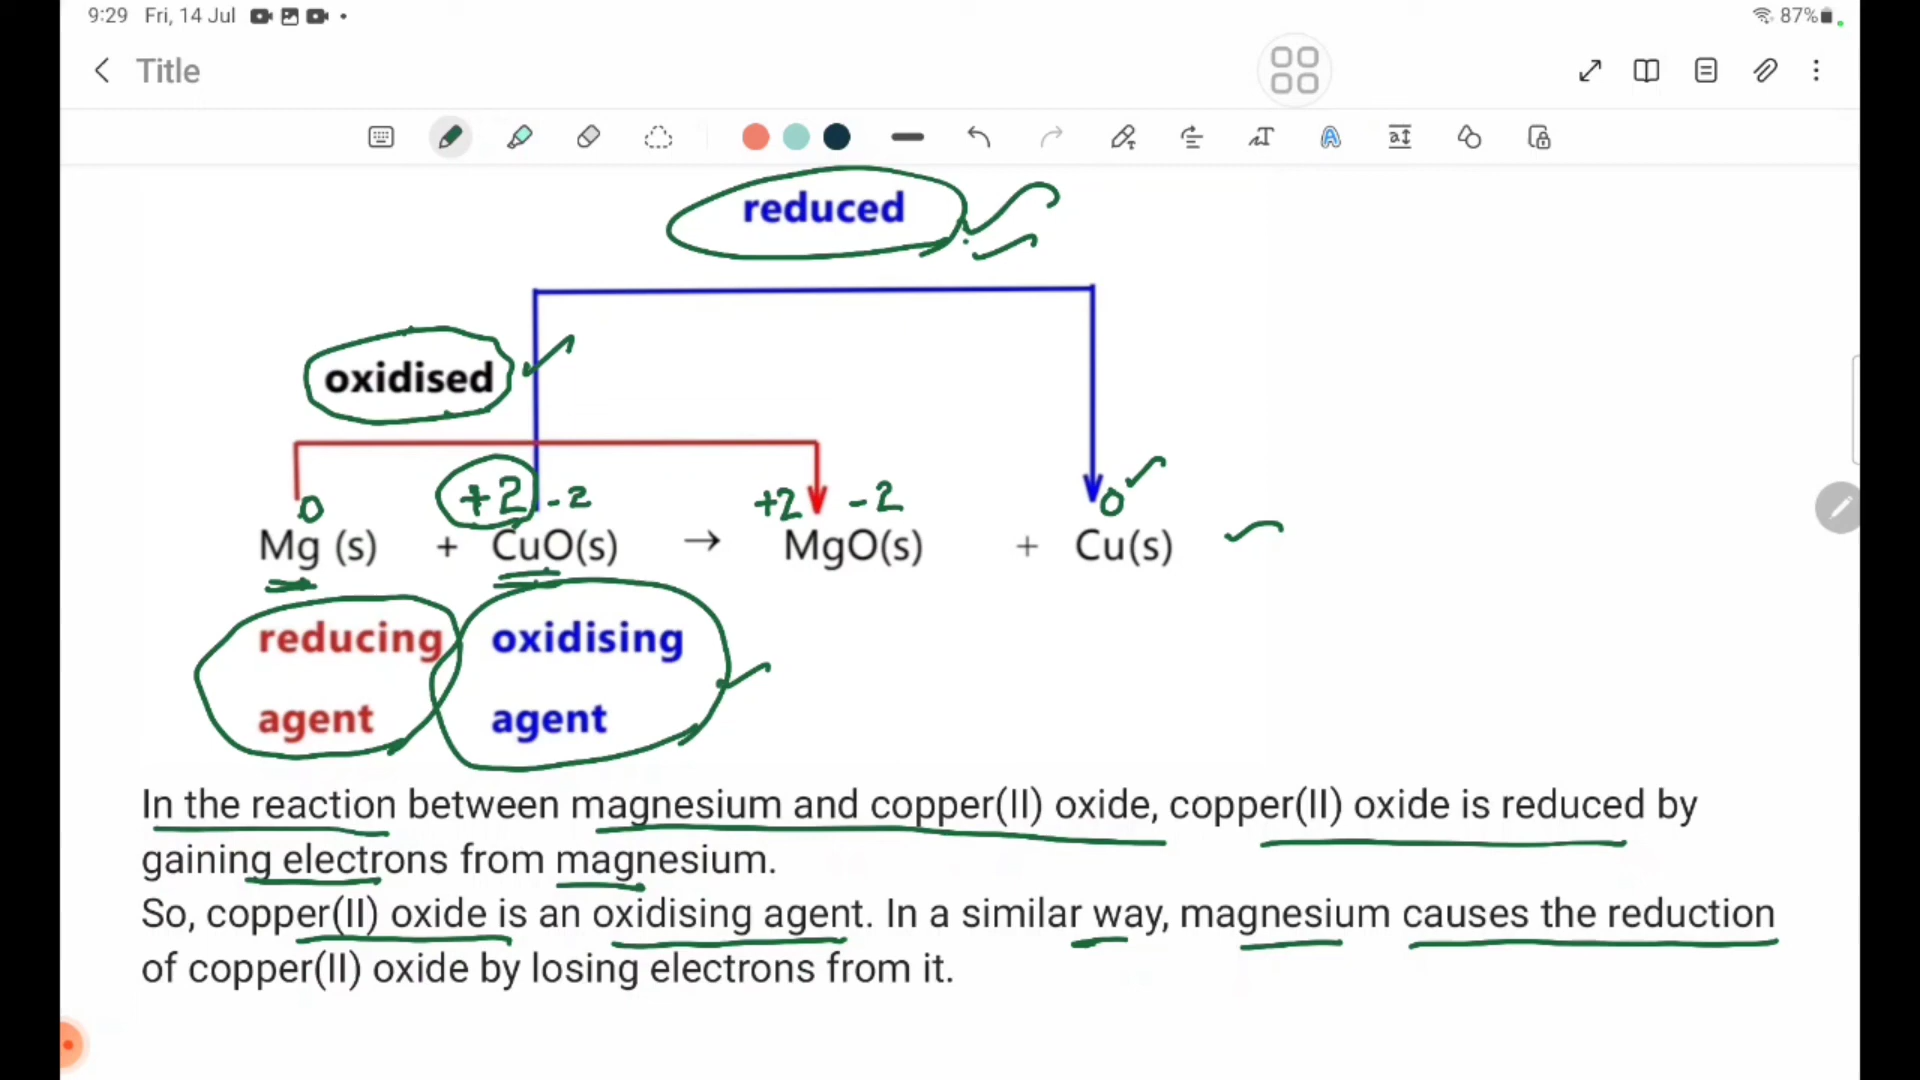 9:29 Fri, 14 Jul 87%
Title
reduced
oxidised
0 +2 -2 +2 -2 0
Mg (s) + CuO(s) → MgO(s) + Cu(s)
reducing oxidising
agent agent
In the reaction between magnesium and copper(II) oxide, copper(II) oxide is reduced by
gaining electrons from magnesium.
So, copper(II) oxide is an oxidising agent. In a similar way, magnesium causes the reduction
of copper(II) oxide by losing electrons from it.